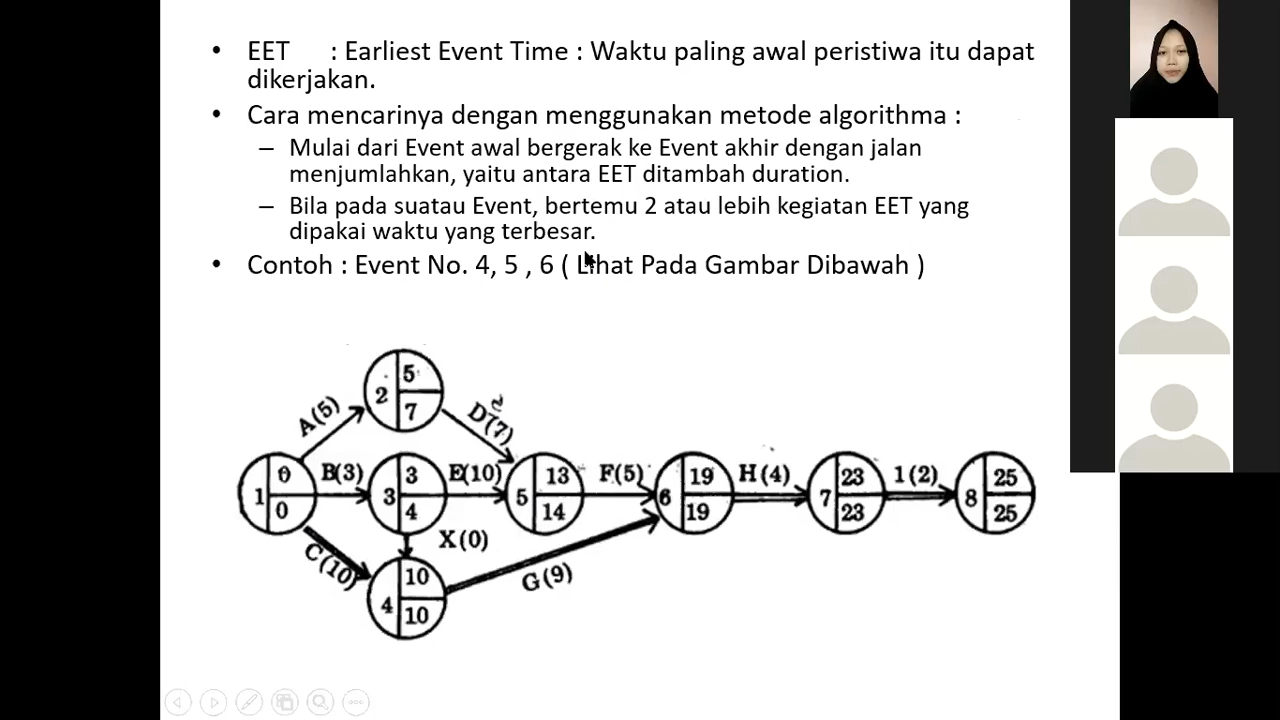 • EET : Earliest Event Time : Waktu paling awal peristiwa itu dapat
dikerjakan.
• Cara mencarinya dengan menggunakan metode algorithma :
– Mulai dari Event awal bergerak ke Event akhir dengan jalan
menjumlahkan, yaitu antara EET ditambah duration.
– Bila pada suatau Event, bertemu 2 atau lebih kegiatan EET yang
dipakai waktu yang terbesar.
• Contoh : Event No. 4, 5 , 6 ( Lihat Pada Gambar Dibawah )
2 5 7
A(5)
D(7) 2
1 0 0
B(3)
3 3 4
E(10)
5 13 14
F(5)
6 19 19
H(4)
7 23 23
1(2)
8 25 25
C(10)
X(0)
4 10 10
G(9)